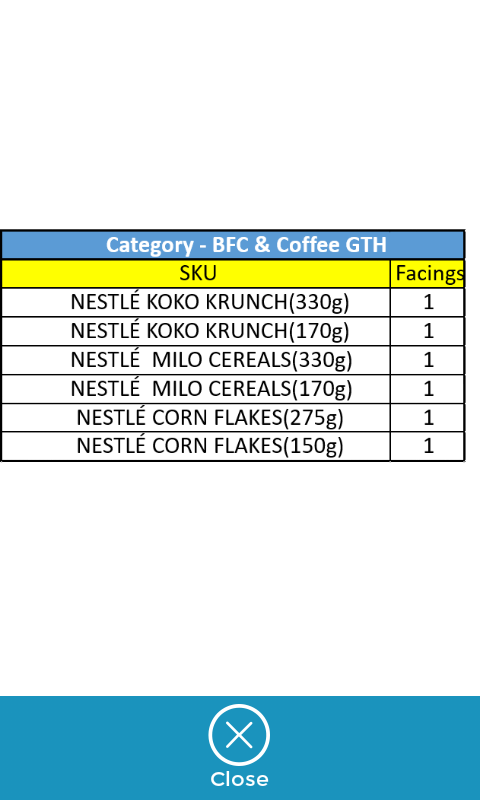 Category - BFC & Coffee GTH
SKU Facings
NESTLÉ KOKO KRUNCH(330g) 1
NESTLÉ KOKO KRUNCH(170g) 1
NESTLÉ  MILO CEREALS(330g) 1
NESTLÉ  MILO CEREALS(170g) 1
NESTLÉ CORN FLAKES(275g) 1
NESTLÉ CORN FLAKES(150g) 1
Close